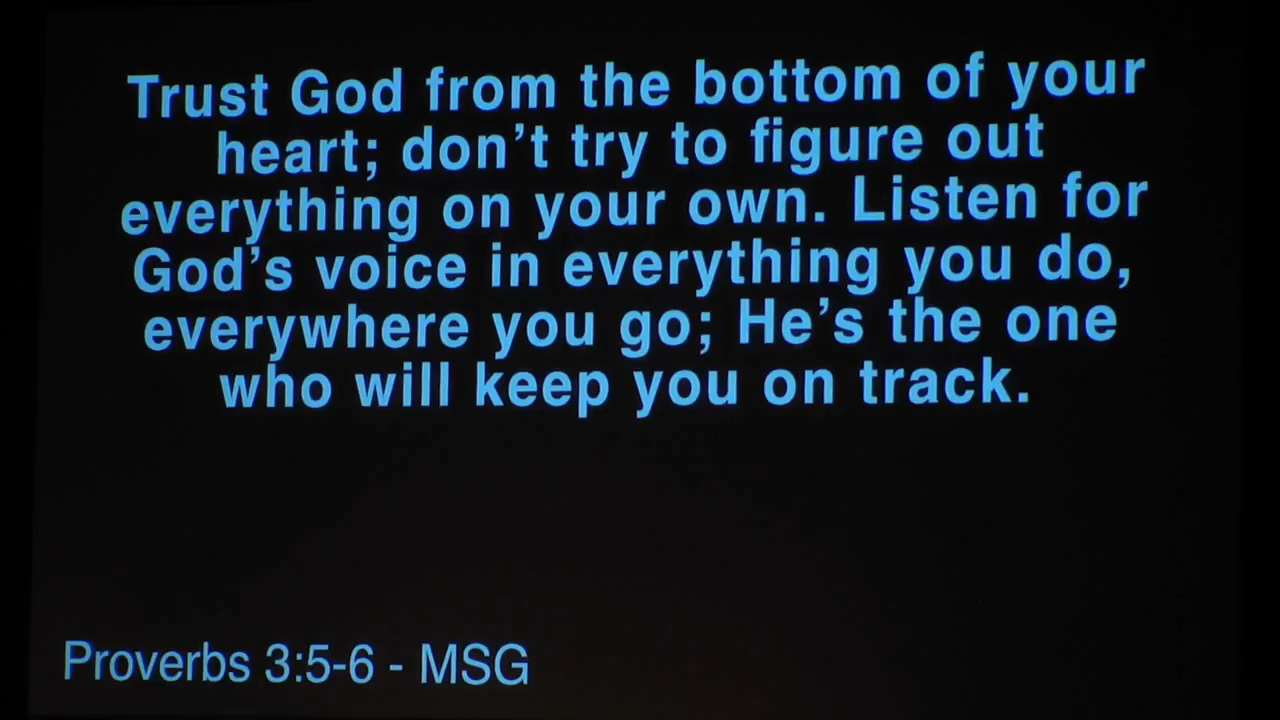 Trust God from the bottom of your
heart; don’t try to figure out
everything on your own. Listen for
God’s voice in everything you do,
everywhere you go; He’s the one
who will keep you on track.
Proverbs 3:5-6 - MSG